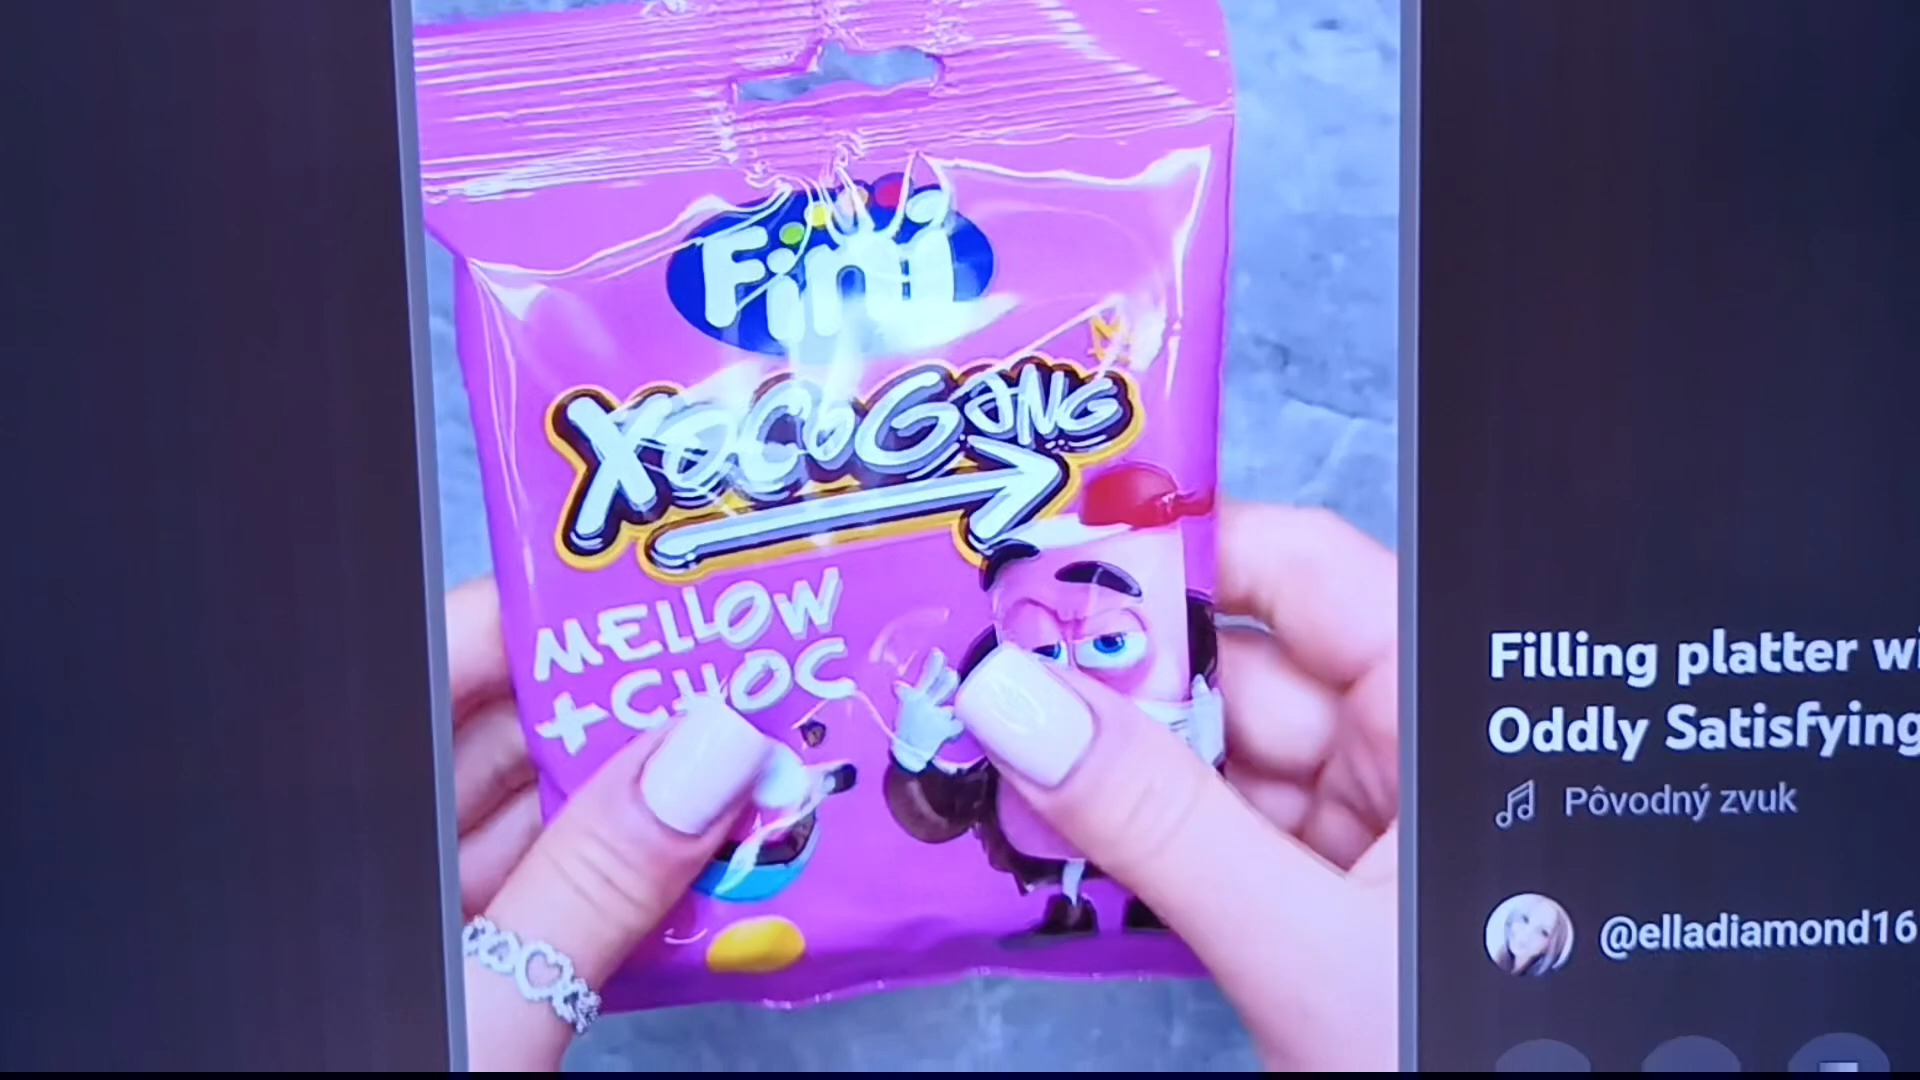 Fini
XOCOGANG
MELLOW
+CHOC
Filling platter wi
Oddly Satisfying
Pôvodný zvuk
@elladiamond16